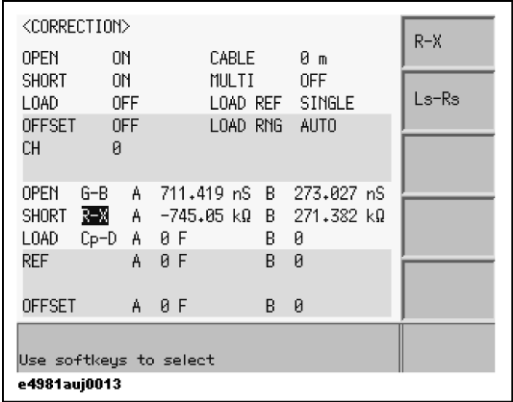 <CORRECTION>
OPEN ON CABLE 0 m
SHORT ON MULTI OFF
LOAD OFF LOAD REF SINGLE
OFFSET OFF LOAD RNG AUTO
CH 0
OPEN G-B A 711.419 nS B 273.027 nS
SHORT R-X A -745.05 kΩ B 271.382 kΩ
LOAD Cp-D A 0 F B 0
REF A 0 F B 0
OFFSET A 0 F B 0
Use softkeys to select
R-X
Ls-Rs
e4981auj0013